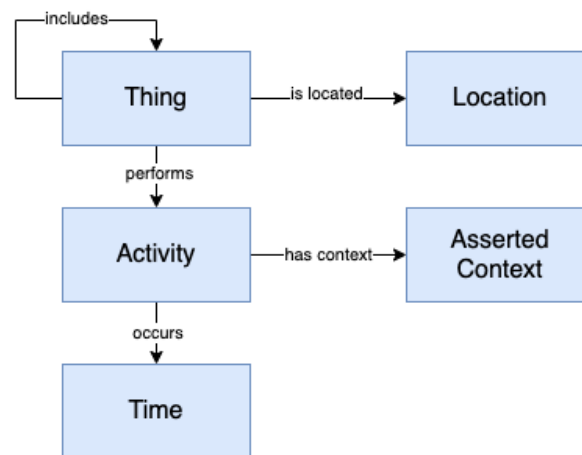 includes
Thing
is located
Location
performs
Activity
has context
Asserted
Context
occurs
Time